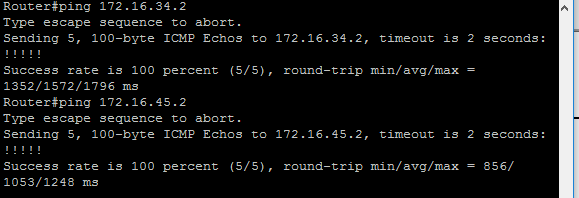 Router#ping 172.16.34.2
Type escape sequence to abort.
Sending 5, 100-byte ICMP Echos to 172.16.34.2, timeout is 2 seconds:
!!!!!
Success rate is 100 percent (5/5), round-trip min/avg/max =
1352/1572/1796 ms
Router#ping 172.16.45.2
Type escape sequence to abort.
Sending 5, 100-byte ICMP Echos to 172.16.45.2, timeout is 2 seconds:
!!!!!
Success rate is 100 percent (5/5), round-trip min/avg/max = 856/
1053/1248 ms